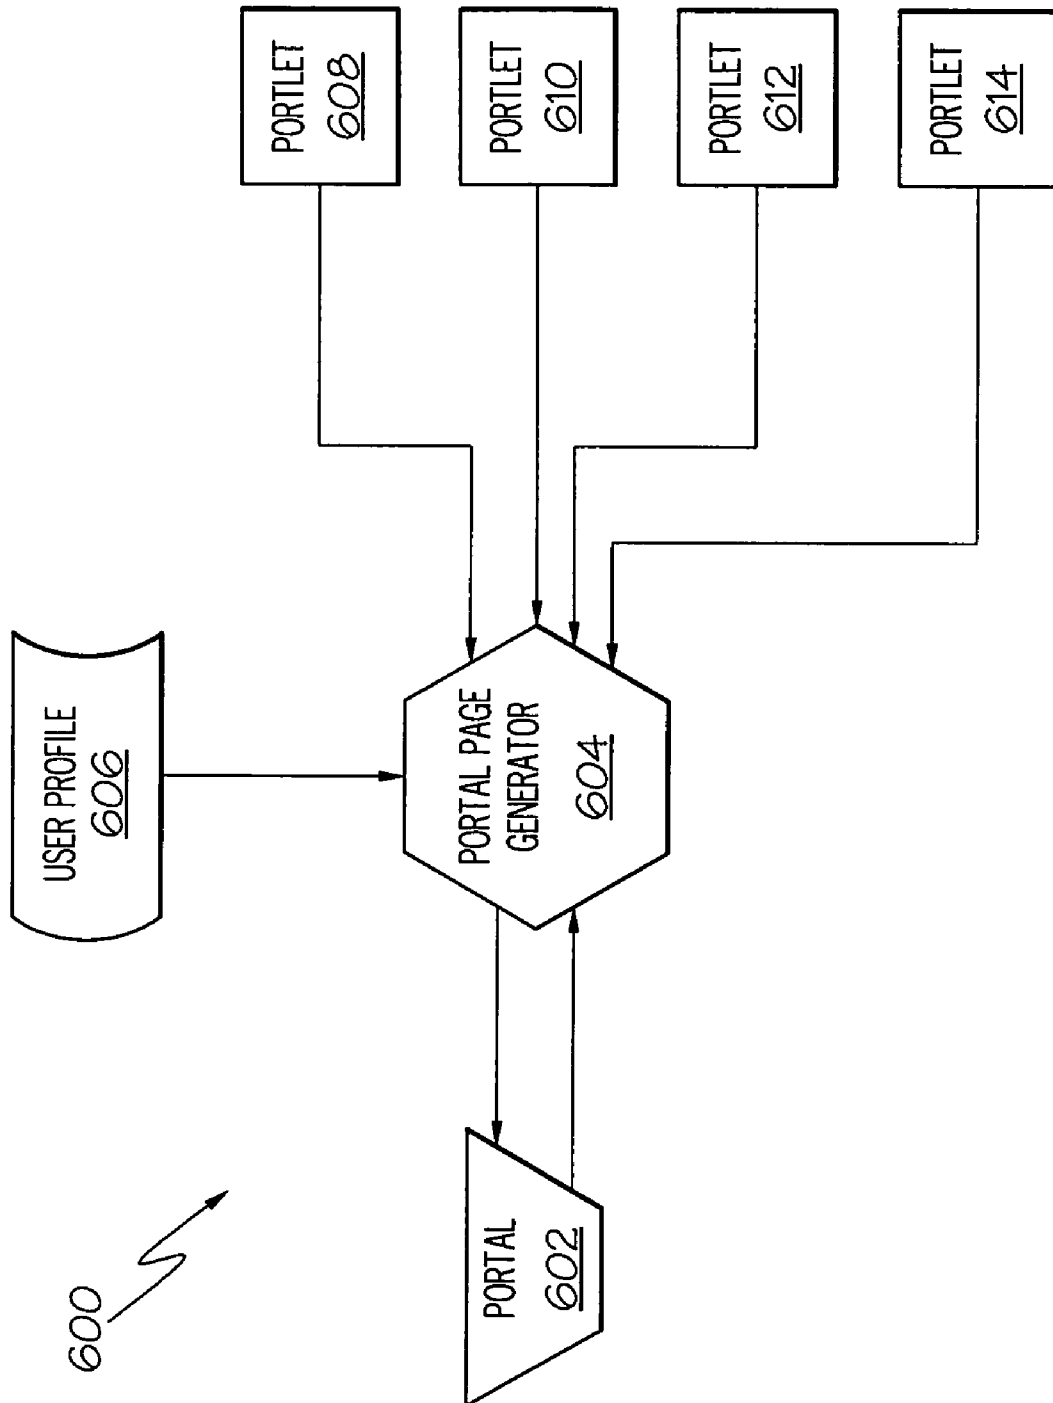 600
USER PROFILE
606
PORTAL
602
PORTAL PAGE
GENERATOR
604
PORTLET
608
PORTLET
610
PORTLET
612
PORTLET
614